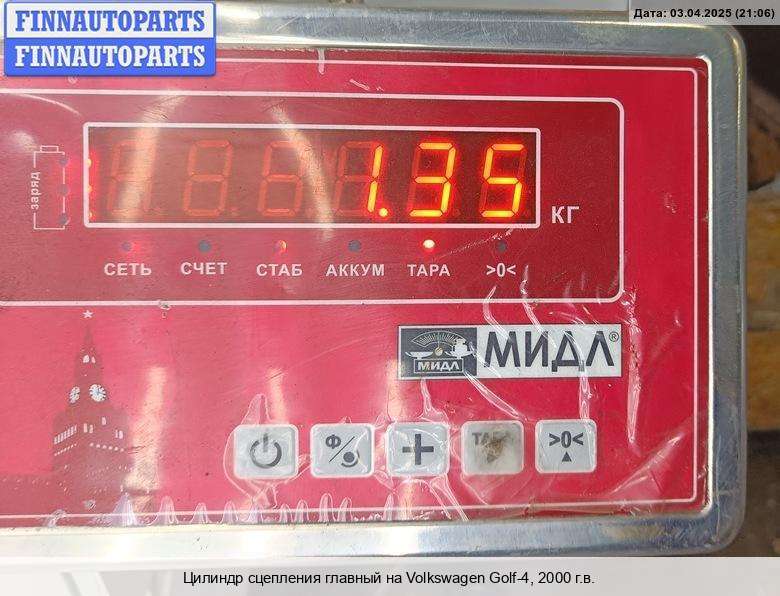 FINNAUTOPARTS
FINNAUTOPARTS
Дата: 03.04.2025 (21:06)
заряд
1.35
КГ
СЕТЬ СЧЕТ СТАБ АККУМ ТАРА >0<
МИДЛ МИДЛ®
Ф >0<
Цилиндр сцепления главный на Volkswagen Golf-4, 2000 г.в.